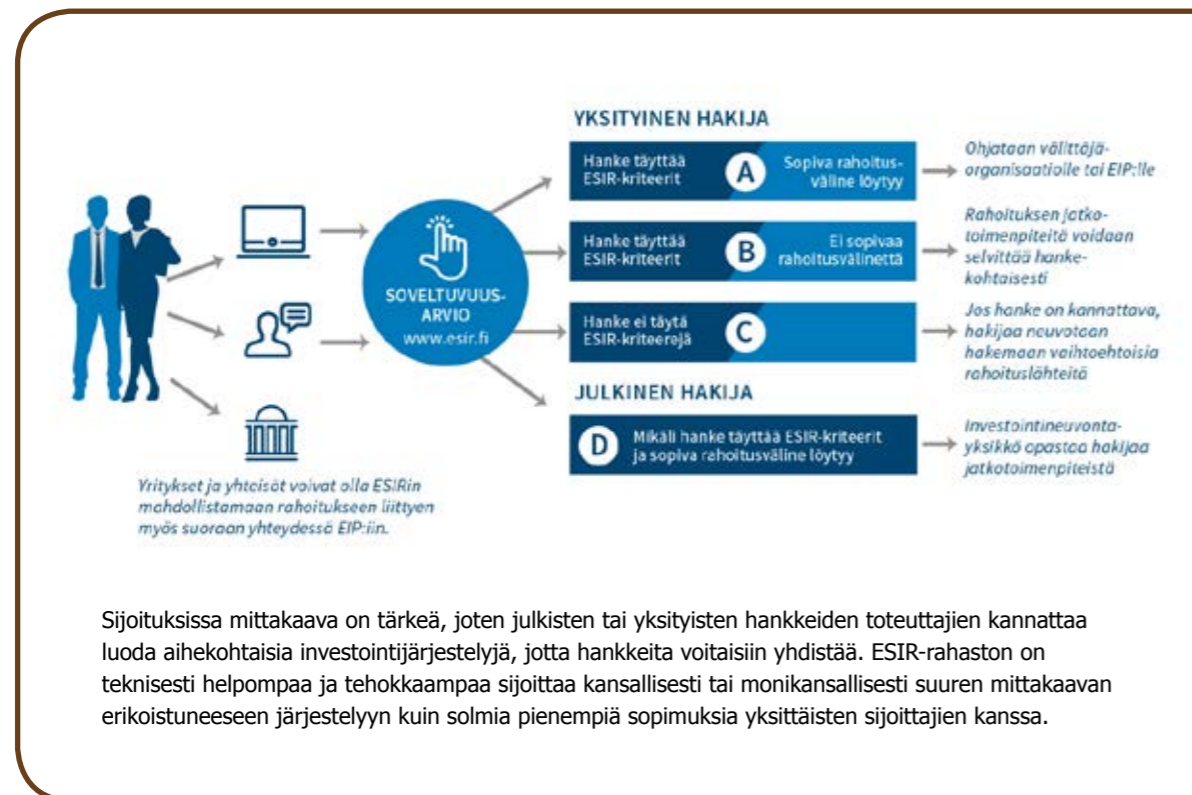 YKSITYINEN HAKIJA
Hanke täyttää
ESIR-kriteerit
A
Sopiva rahoitus-
väline löytyy
Ohjataan välittäjä-
organisaatiolle tai EIP:lle
Hanke täyttää
ESIR-kriteerit
B
Ei sopivaa
rahoitusvälinettä
Rahoituksen jatko-
toimenpiteitä voidaan
selvittää hanke-
kohtaisesti
Hanke ei täytä
ESIR-kriteerejä
C
Jos hanke on kannattava,
hakijaa neuvotaan
hakemaan vaihtoehtoisia
rahoituslähteitä
SOVELTUVUUS-
ARVIO
www.esir.fi
JULKINEN HAKIJA
D
Mikäli hanke täyttää ESIR-kriteerit
ja sopiva rahoitusväline löytyy
Investointineuvonta-
yksikkö opastaa hakijaa
jatkotoimenpiteistä
Yritykset ja yhteisöt voivat olla ESIRin
mahdollistamaan rahoitukseen liittyen
myös suoraan yhteydessä EIP:iin.
Sijoituksissa mittakaava on tärkeä, joten julkisten tai yksityisten hankkeiden toteuttajien kannattaa
luoda aihekohtaisia investointijärjestelyjä, jotta hankkeita voitaisiin yhdistää. ESIR-rahaston on
teknisesti helpompaa ja tehokkaampaa sijoittaa kansallisesti tai monikansallisesti suuren mittakaavan
erikoistuneeseen järjestelyyn kuin solmia pienempiä sopimuksia yksittäisten sijoittajien kanssa.